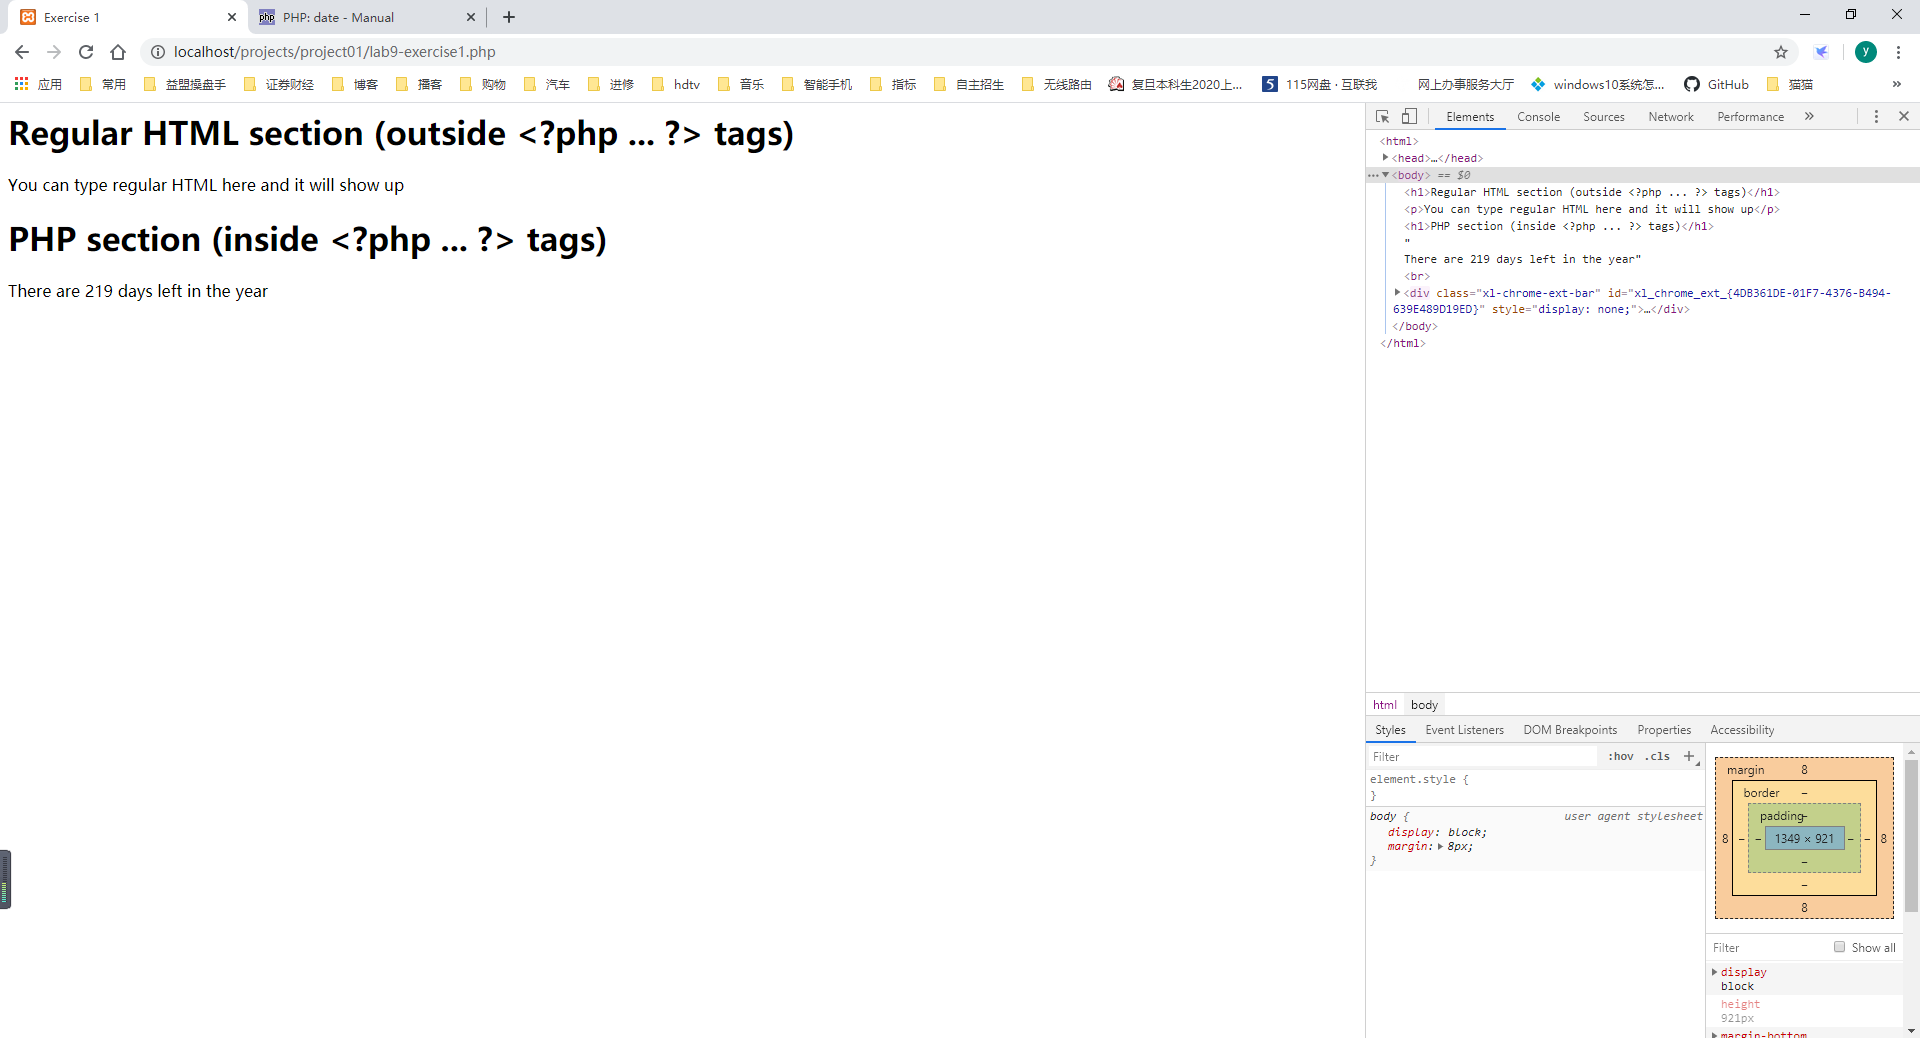 Exercise 1
PHP: date - Manual
localhost/projects/project01/lab9-exercise1.php
y
应用 常用 益盟操盘手 证券财经 博客 播客 购物 汽车 进修 hdtv 音乐 智能手机 指标 自主招生 无线路由 复旦本科生2020上... 115网盘 · 互联我 网上办事服务大厅 windows10系统怎... GitHub 猫猫 »
Regular HTML section (outside <?php ... ?> tags)
You can type regular HTML here and it will show up
PHP section (inside <?php ... ?> tags)
There are 219 days left in the year
Elements Console Sources Network Performance »
<html>
<head>…</head>
<body> == $0
<h1>Regular HTML section (outside <?php ... ?> tags)</h1>
<p>You can type regular HTML here and it will show up</p>
<h1>PHP section (inside <?php ... ?> tags)</h1>
"
There are 219 days left in the year"
<br>
<div class="xl-chrome-ext-bar" id="xl_chrome_ext_{4DB361DE-01F7-4376-B494-
639E489D19ED}" style="display: none;">…</div>
</body>
</html>
html body
Styles Event Listeners DOM Breakpoints Properties Accessibility
Filter :hov .cls +
element.style {
}
body { user agent stylesheet
display: block;
margin: 8px;
}
margin 8
border –
padding –
8 – – 1349 × 921 – – 8
–
–
8
Filter Show all
display
block
height
921px
margin-bottom